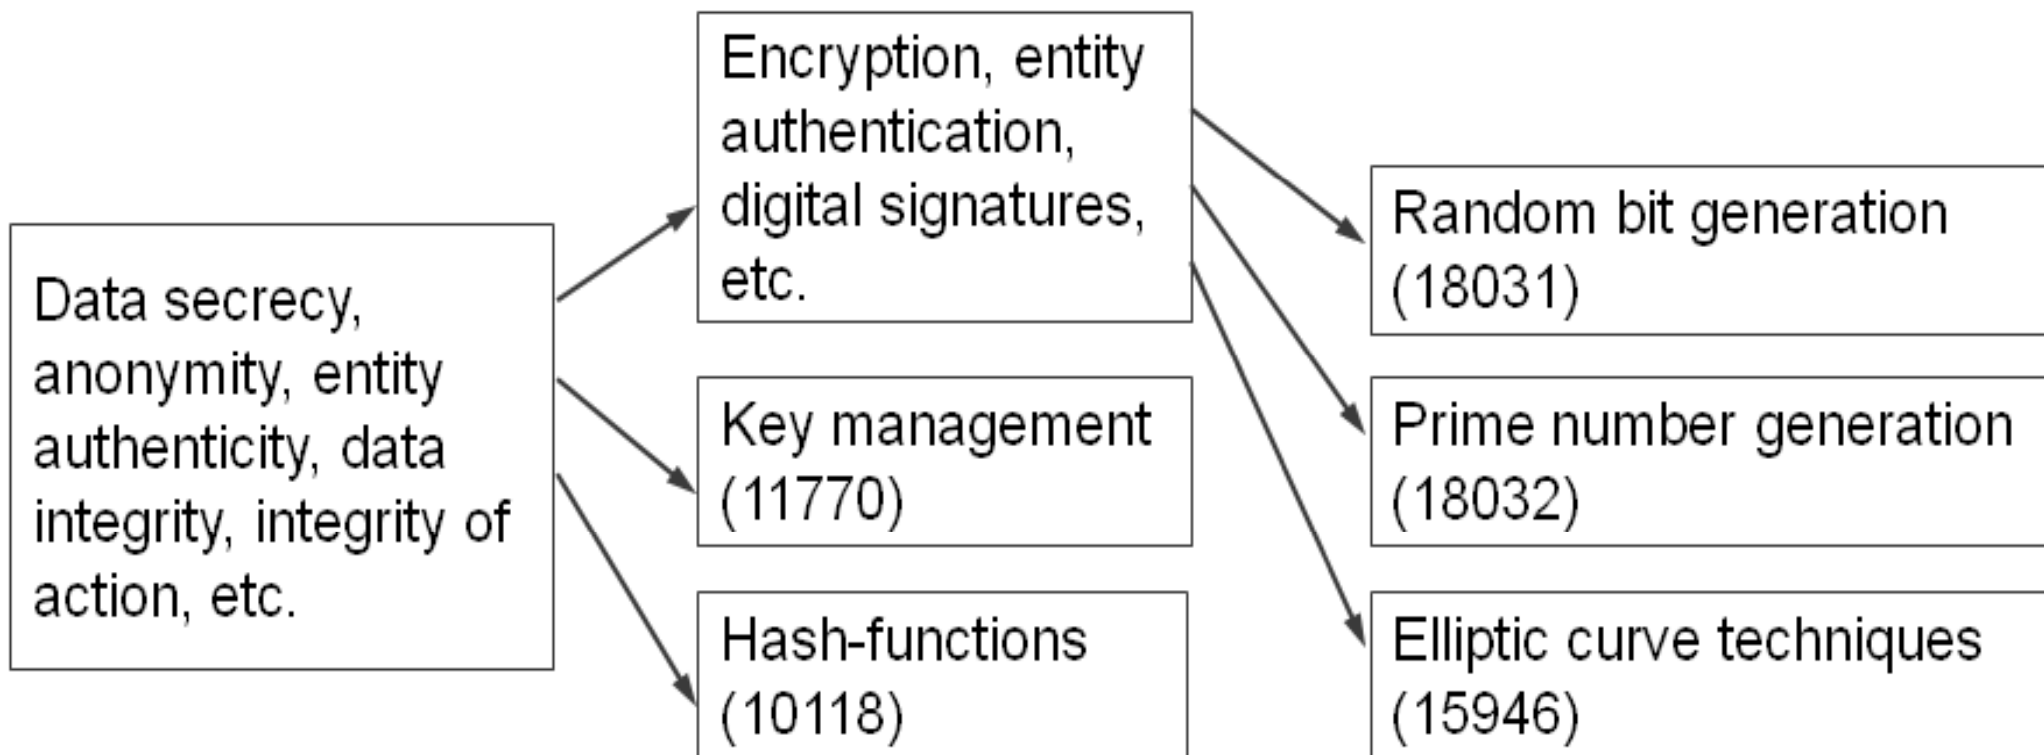 Data secrecy,
anonymity, entity
authenticity, data
integrity, integrity of
action, etc.
Encryption, entity
authentication,
digital signatures,
etc.
Key management
(11770)
Hash-functions
(10118)
Random bit generation
(18031)
Prime number generation
(18032)
Elliptic curve techniques
(15946)